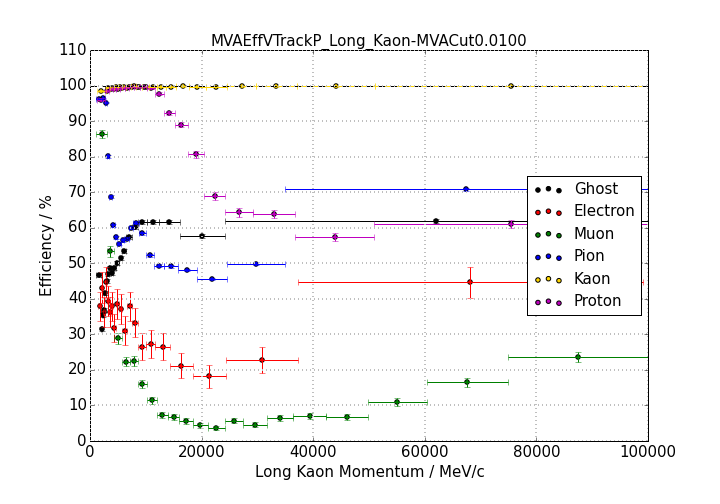 MVAEffVTrackP_Long_Kaon-MVACut0.0100
110
100
90
80
70
60
50
40
30
20
10
0
Efficiency / %
Ghost
Electron
Muon
Pion
Kaon
Proton
0 20000 40000 60000 80000 100000
Long Kaon Momentum / MeV/c